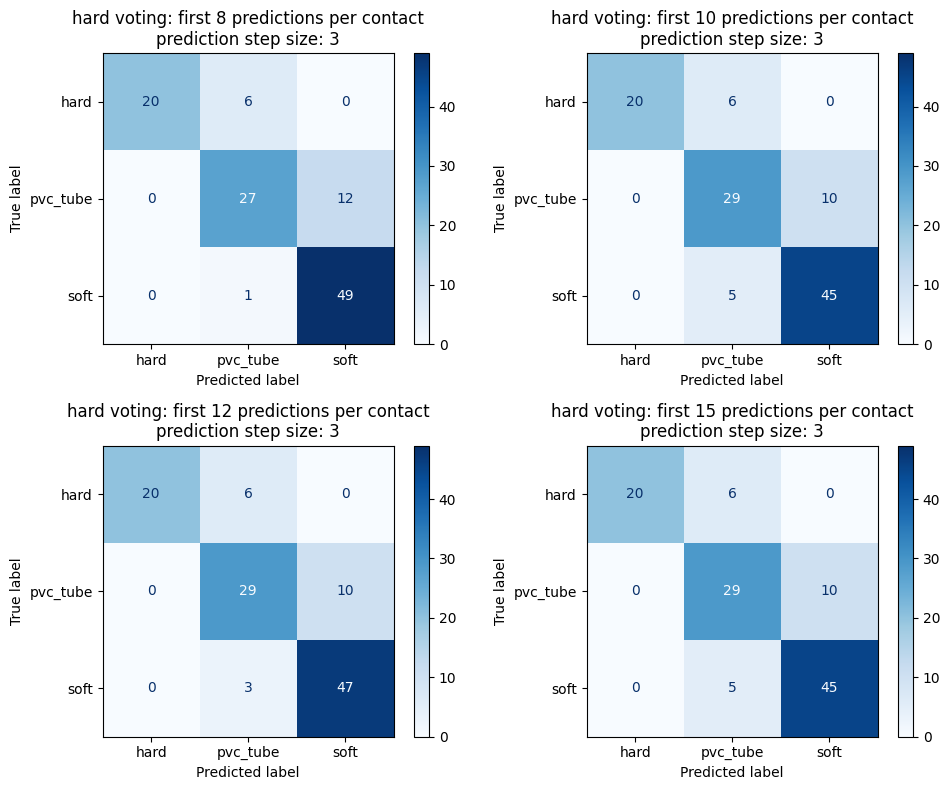 hard voting: first 8 predictions per contact
prediction step size: 3
hard
20
6
0
40
30
True label
pvc_tube
0
27
12
20
10
soft
0
1
49
0
hard
pvc_tube
soft
Predicted label
hard voting: first 10 predictions per contact
prediction step size: 3
hard
20
6
0
40
30
True label
pvc_tube
0
29
10
20
10
soft
0
5
45
0
hard
pvc_tube
soft
Predicted label
hard voting: first 12 predictions per contact
prediction step size: 3
hard
20
6
0
40
30
True label
pvc_tube
0
29
10
20
10
soft
0
3
47
0
hard
pvc_tube
soft
Predicted label
hard voting: first 15 predictions per contact
prediction step size: 3
hard
20
6
0
40
30
True label
pvc_tube
0
29
10
20
10
soft
0
5
45
0
hard
pvc_tube
soft
Predicted label